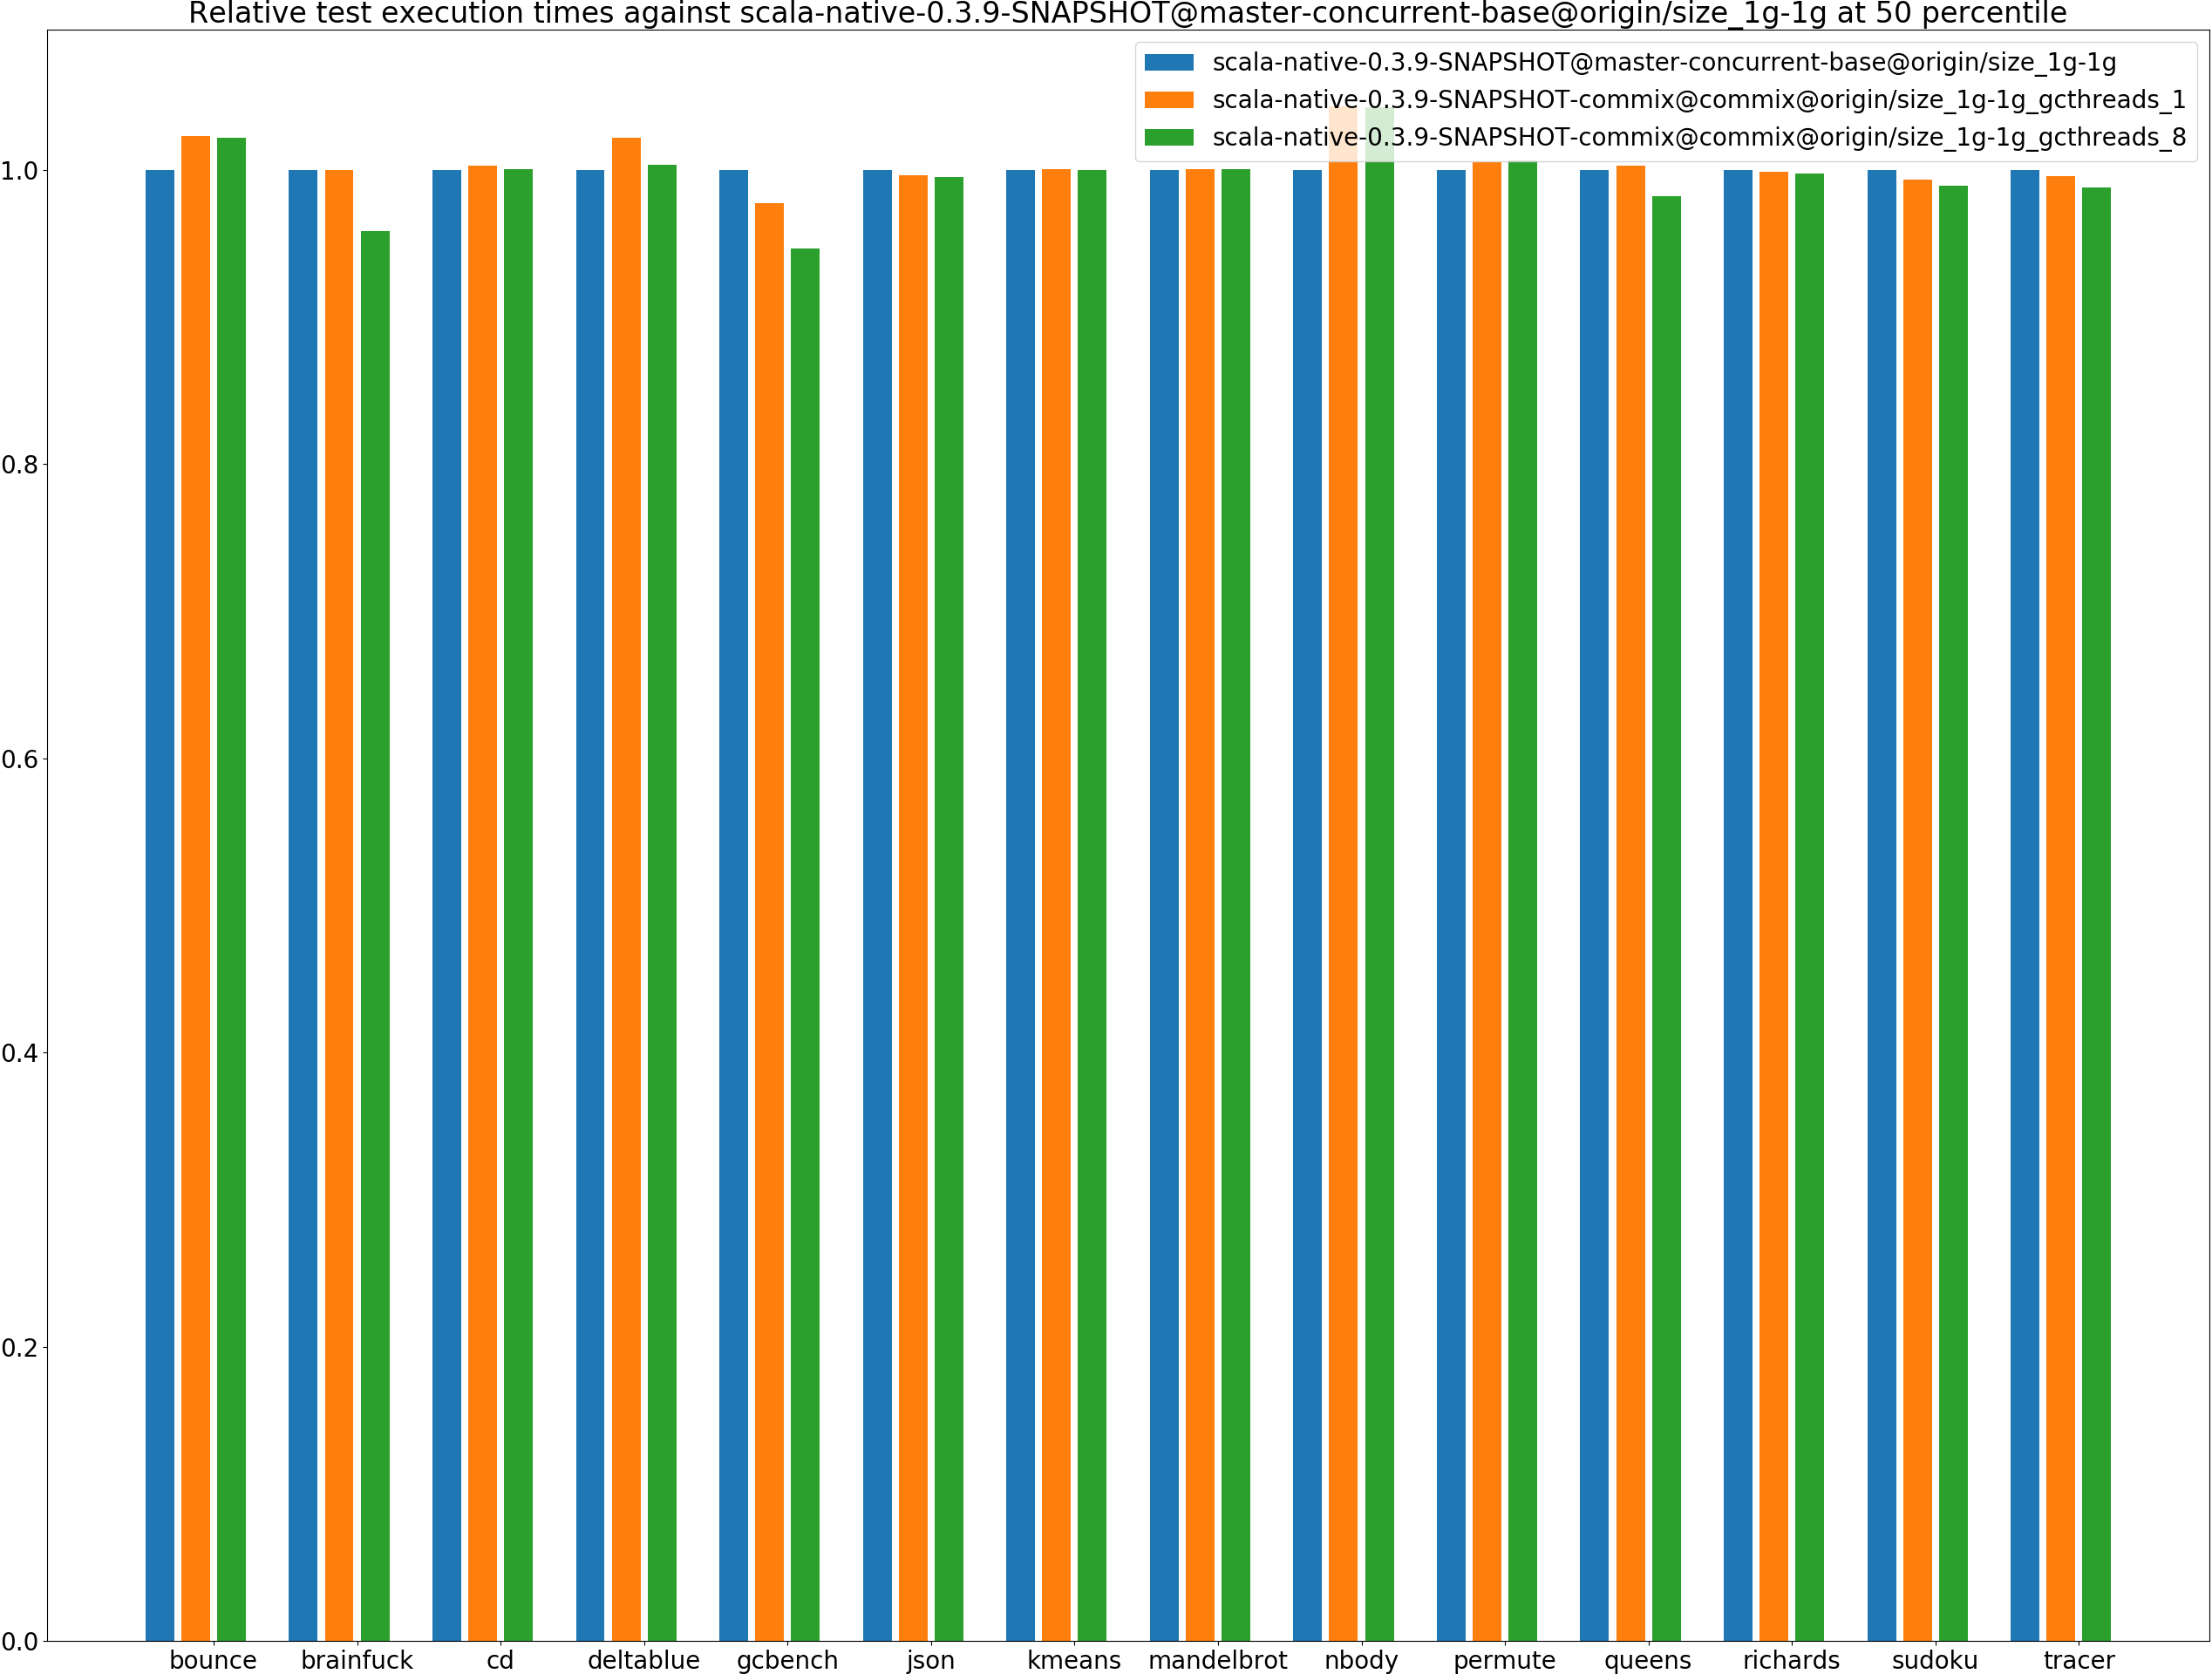 Relative test execution times against scala-native-0.3.9-SNAPSHOT@master-concurrent-base@origin/size_1g-1g at 50 percentile
scala-native-0.3.9-SNAPSHOT@master-concurrent-base@origin/size_1g-1g
scala-native-0.3.9-SNAPSHOT-commix@commix@origin/size_1g-1g_gcthreads_1
scala-native-0.3.9-SNAPSHOT-commix@commix@origin/size_1g-1g_gcthreads_8
1.0
0.8
0.6
0.4
0.2
0.0
bounce brainfuck cd deltablue gcbench json kmeans mandelbrot nbody permute queens richards sudoku tracer